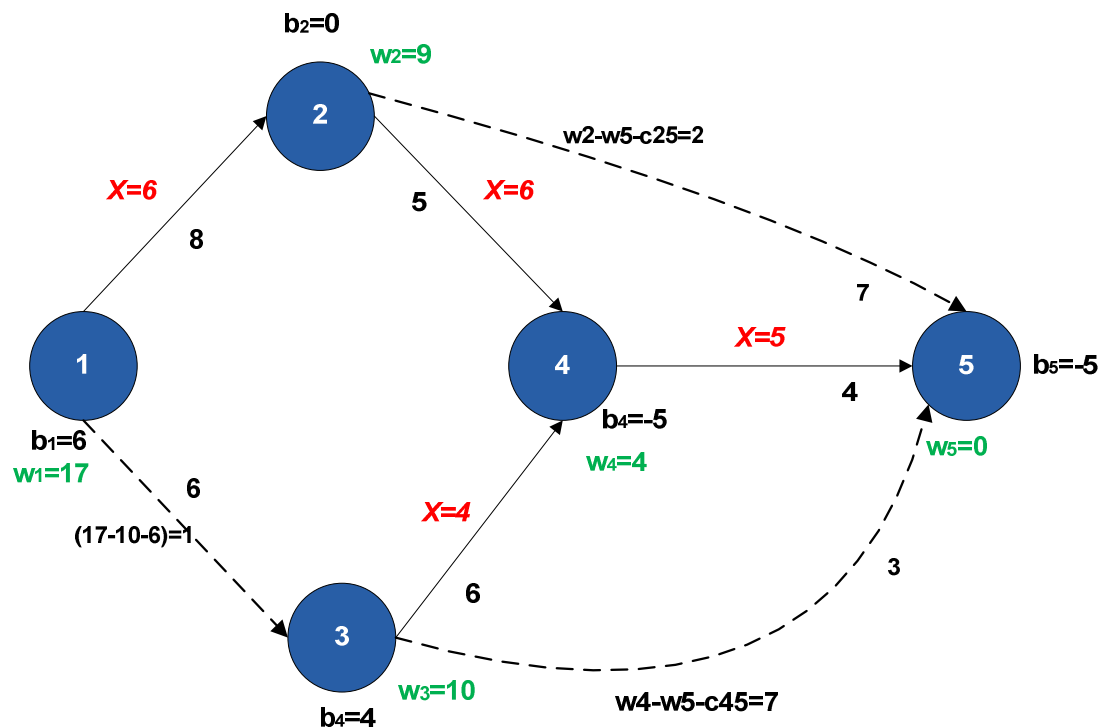 b2=0
w2=9
2
w2-w5-c25=2
X=6
8
5
X=6
7
1
4
X=5
4
5
b5=-5
b1=6
w1=17
b4=-5
w4=4
w5=0
6
(17-10-6)=1
X=4
6
3
3
w3=10
b4=4
w4-w5-c45=7